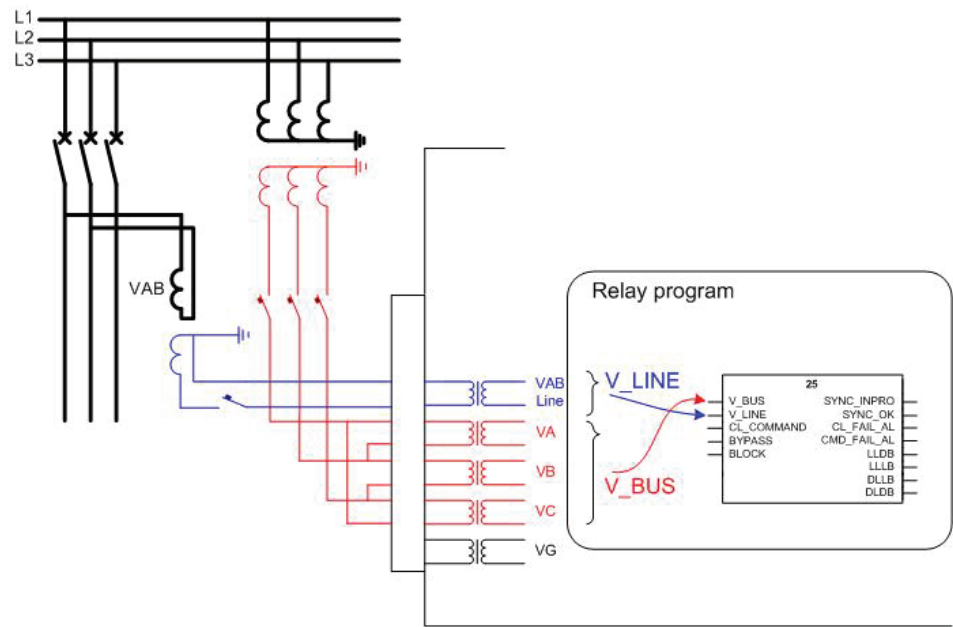 L1
L2
L3
VAB
Relay program
VAB
Line
V_LINE
VA
VB
V_BUS
VC
VG
25
V_BUS
V_LINE
CL_COMMAND
BYPASS
BLOCK
SYNC_INPRO
SYNC_OK
CL_FAIL_AL
CMD_FAIL_AL
LLDB
LLLB
DLLB
DLDB